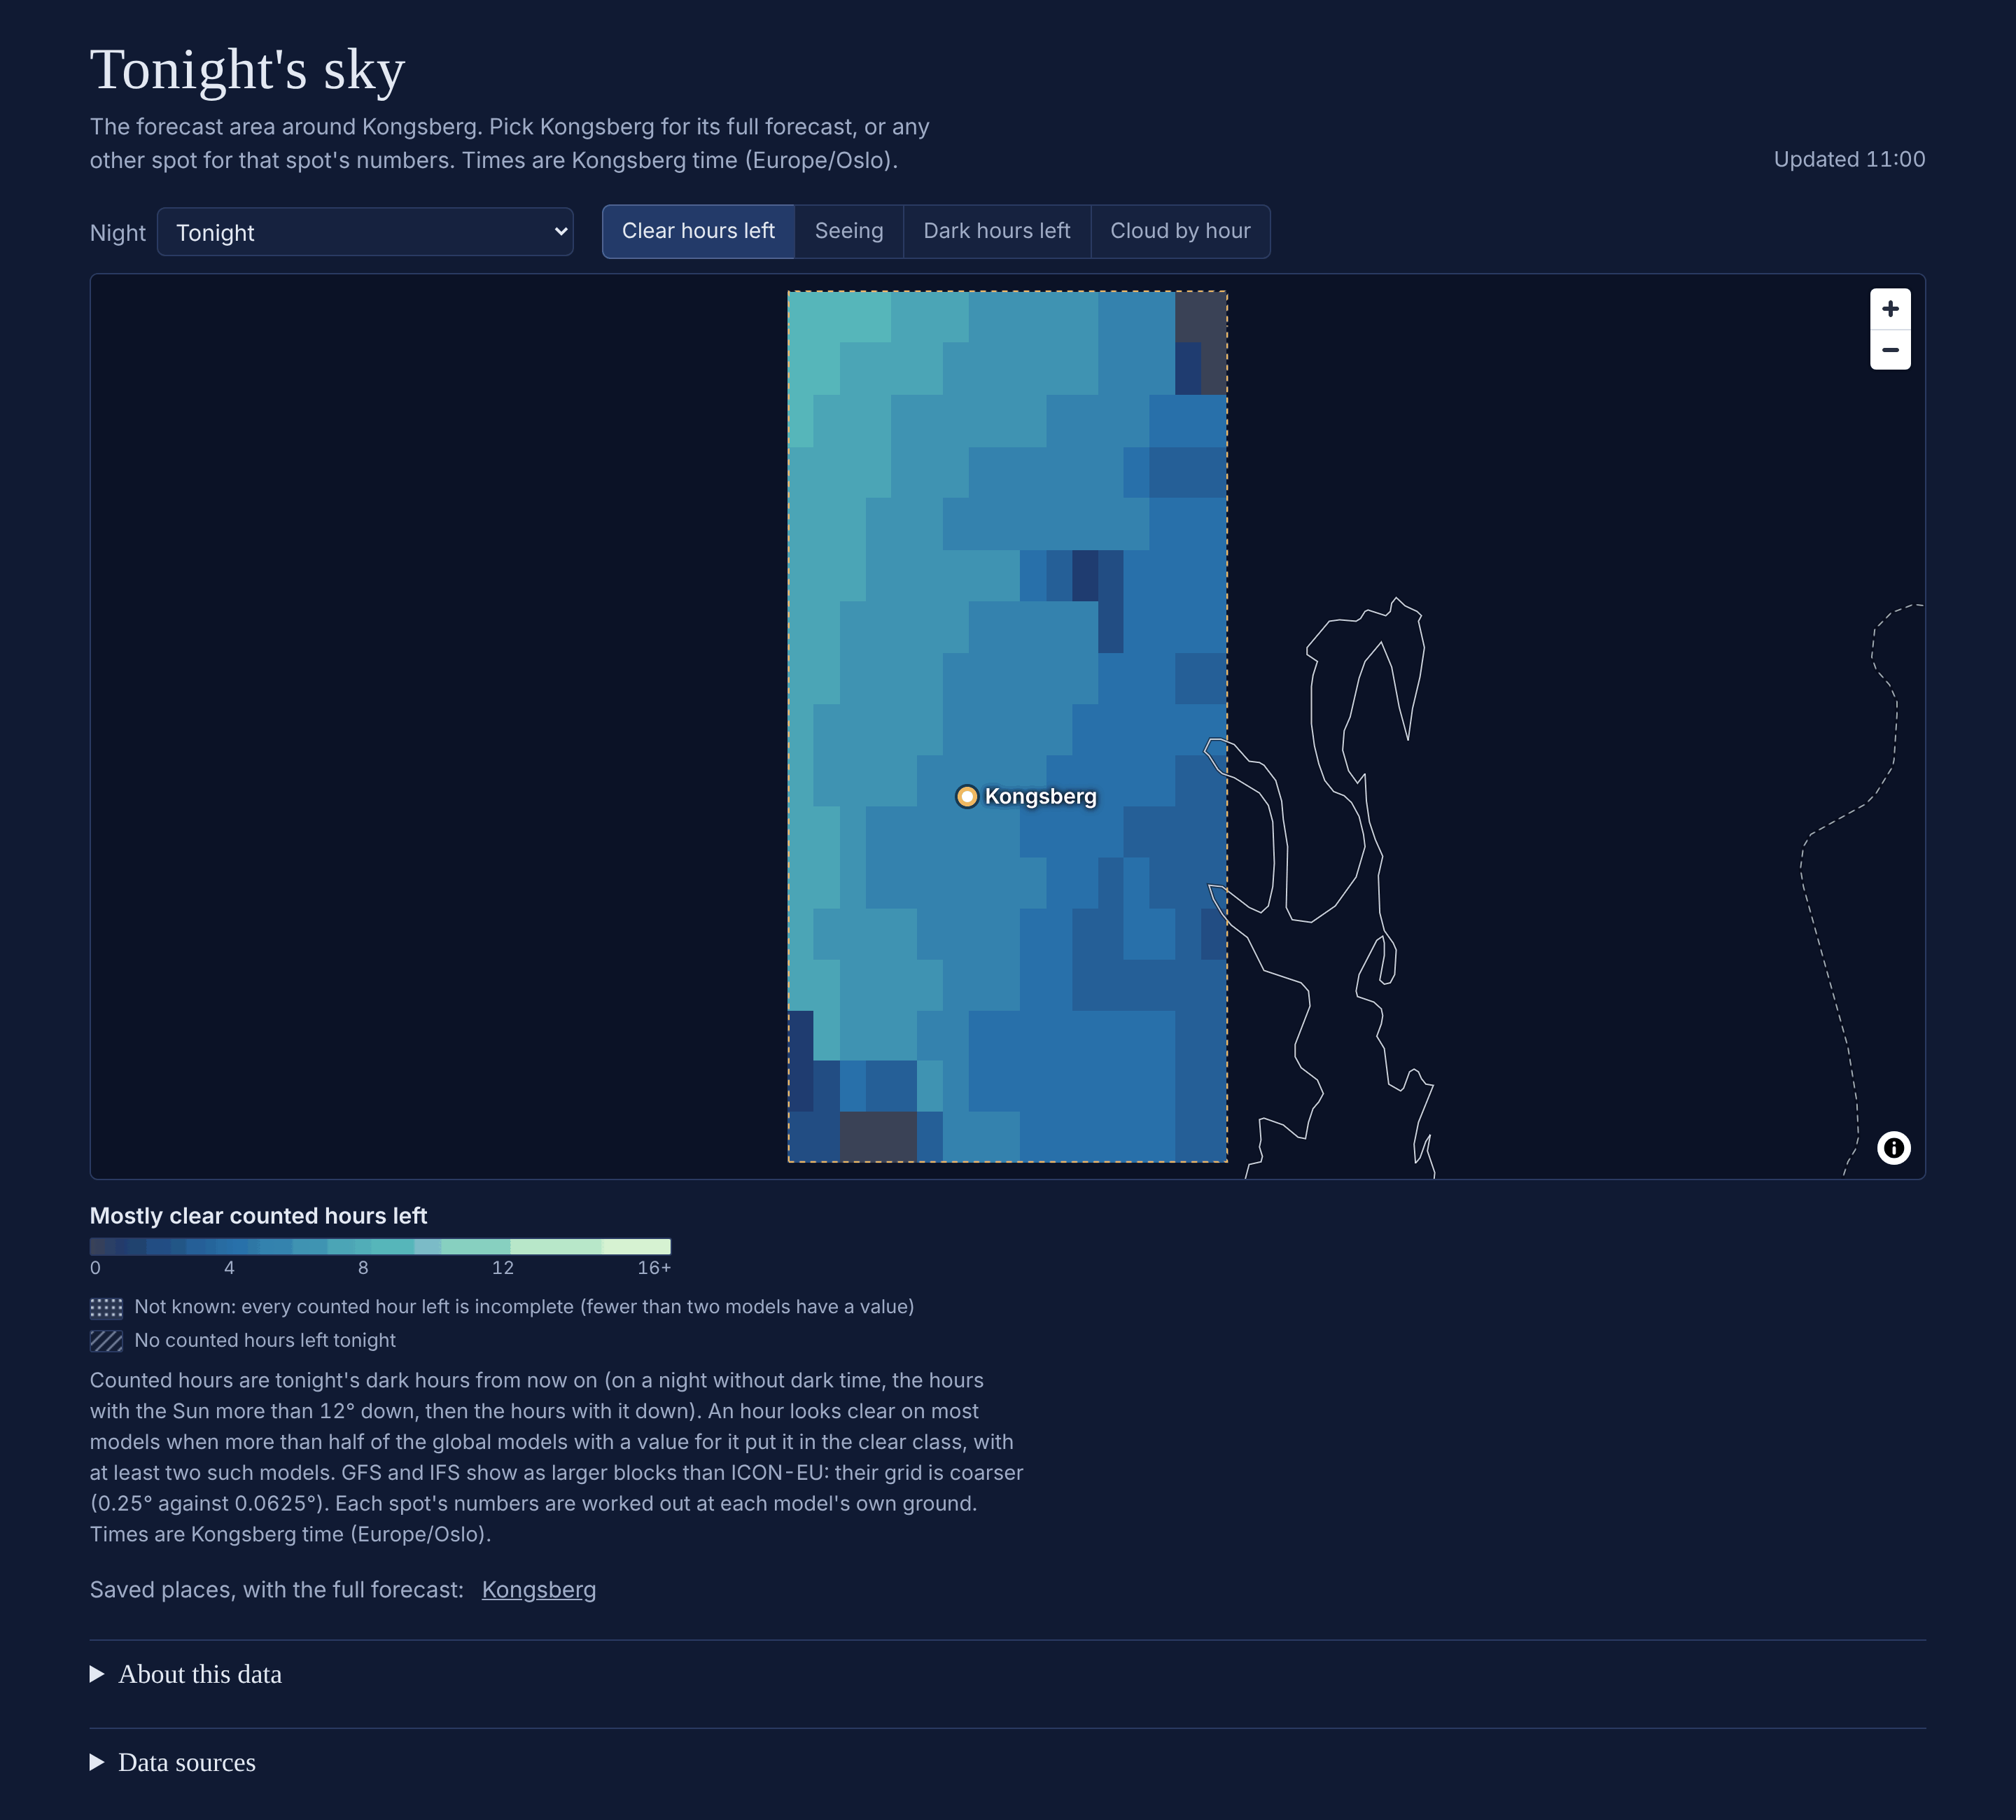 Tonight's sky
The forecast area around Kongsberg. Pick Kongsberg for its full forecast, or any
other spot for that spot's numbers. Times are Kongsberg time (Europe/Oslo).
Updated 11:00
Night
Tonight
Clear hours left
Seeing
Dark hours left
Cloud by hour
Kongsberg
Mostly clear counted hours left
0 4 8 12 16+
Not known: every counted hour left is incomplete (fewer than two models have a value)
No counted hours left tonight
Counted hours are tonight's dark hours from now on (on a night without dark time, the hours
with the Sun more than 12° down, then the hours with it down). An hour looks clear on most
models when more than half of the global models with a value for it put it in the clear class, with
at least two such models. GFS and IFS show as larger blocks than ICON-EU: their grid is coarser
(0.25° against 0.0625°). Each spot's numbers are worked out at each model's own ground.
Times are Kongsberg time (Europe/Oslo).
Saved places, with the full forecast: Kongsberg
About this data
Data sources